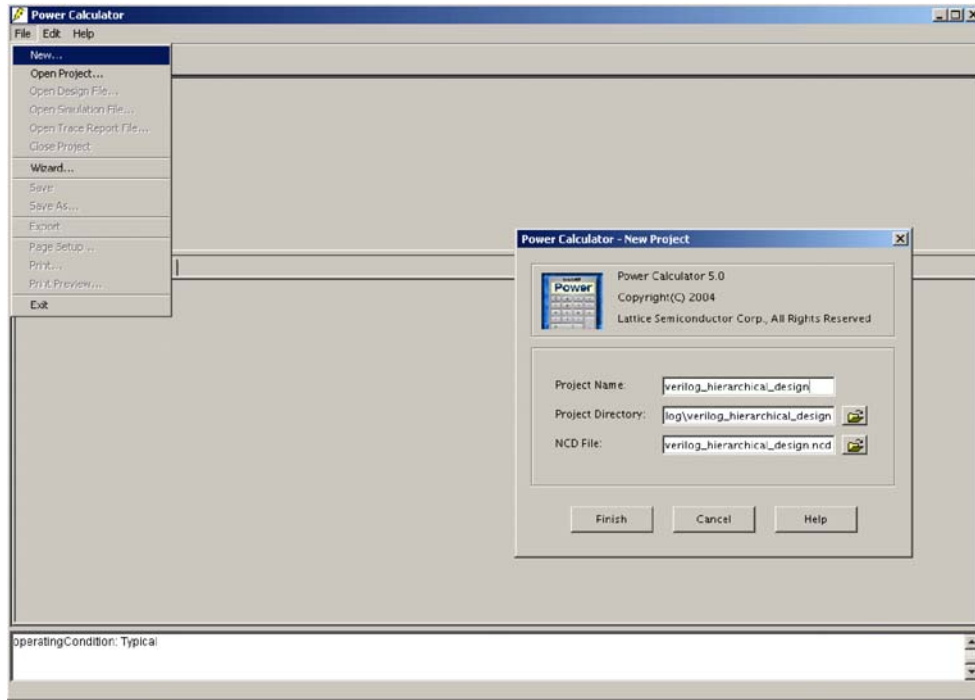 Power Calculator
File Edit Help
New...
Open Project...
Open Design File...
Open Simulation File...
Open Trace Report File...
Close Project
Wizard...
Save
Save As...
Export
Page Setup ...
Print...
Print Preview...
Exit
Power Calculator - New Project
Power
Power Calculator 5.0
Copyright(C) 2004
Lattice Semiconductor Corp., All Rights Reserved
Project Name: verilog_hierarchical_design
Project Directory: log\verilog_hierarchical_design
NCD File: verilog_hierarchical_design.ncd
Finish Cancel Help
operatingCondition: Typical